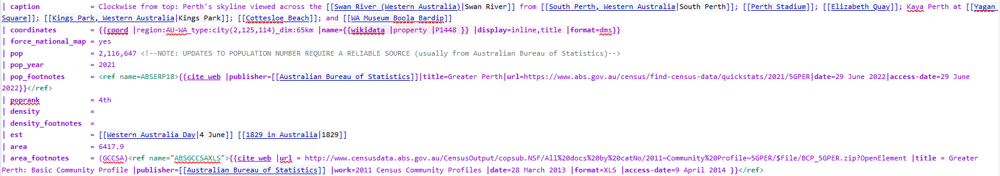 | caption = Clockwise from top: Perth's skyline viewed across the [[Swan River (Western Australia)|Swan River]] from [[South Perth, Western Australia|South Perth]]; [[Perth Stadium]]; [[Elizabeth Quay]]; Kaya Perth at [[Yagan
Square]]; [[Kings Park, Western Australia|Kings Park]]; [[Cottesloe Beach]]; and [[WA Museum Boola Bardip]]
| coordinates = {{coord |region:AU-WA_type:city(2,125,114)_dim:65km |name={{wikidata |property |P1448 }} |display=inline,title |format=dms}}
| force_national_map = yes
| pop = 2,116,647 <!--NOTE: UPDATES TO POPULATION NUMBER REQUIRE A RELIABLE SOURCE (usually from Australian Bureau of Statistics)-->
| pop_year = 2021
| pop_footnotes = <ref name=ABSERP18>{{cite web |publisher=[[Australian Bureau of Statistics]]|title=Greater Perth|url=https://www.abs.gov.au/census/find-census-data/quickstats/2021/5GPER|date=29 June 2022|access-date=29 June
2022}}</ref>
| poprank = 4th
| density =
| density_footnotes =
| est = [[Western Australia Day|4 June]] [[1829 in Australia|1829]]
| area = 6417.9
| area_footnotes = (GCCSA)<ref name="ABSGCCSAXLS">{{cite web |url = http://www.censusdata.abs.gov.au/CensusOutput/copsub.NSF/All%20docs%20by%20catNo/2011~Community%20Profile~5GPER/$File/BCP_5GPER.zip?OpenElement |title = Greater
Perth: Basic Community Profile |publisher=[[Australian Bureau of Statistics]] |work=2011 Census Community Profiles |date=28 March 2013 |format=XLS |access-date=9 April 2014 }}</ref>